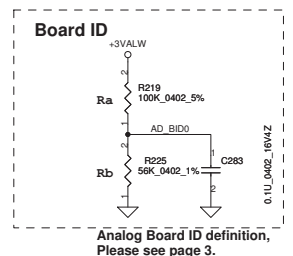 Board ID
+3VALW
2
R219
Ra
100K_0402_5%
1
AD_BID0
2
1
R225
C283
Rb
56K_0402_1%
1
2
0.1U_0402_16V4Z
Analog Board ID definition,
Please see page 3.